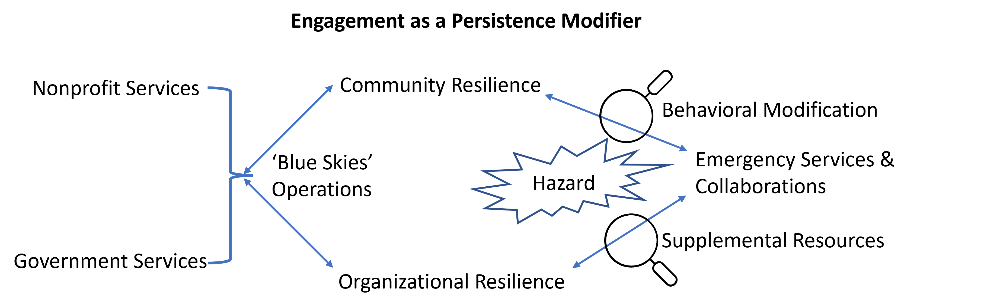 Engagement as a Persistence Modifier
Nonprofit Services
Community Resilience
Behavioral Modification
‘Blue Skies’
Operations
Hazard
Emergency Services &
Collaborations
Supplemental Resources
Government Services
Organizational Resilience